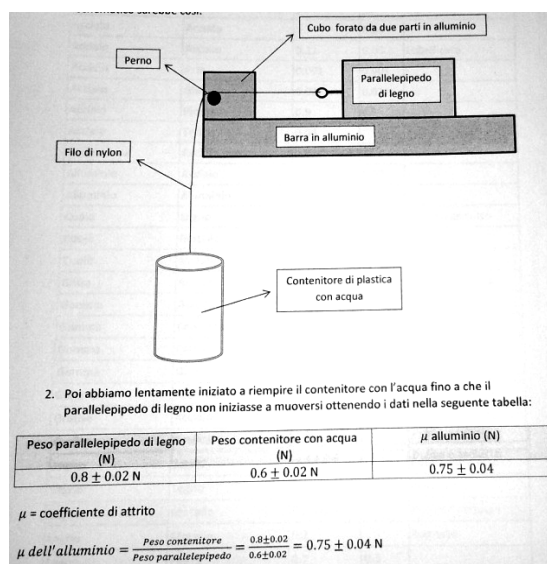 Cubo forato da due parti in alluminio
Perno
Parallelepipedo
di legno
Barra in alluminio
Filo di nylon
Contenitore di plastica
con acqua
2. Poi abbiamo lentamente iniziato a riempire il contenitore con l'acqua fino a che il
parallelepipedo di legno non iniziasse a muoversi ottenendo i dati nella seguente tabella:
Peso parallelepipedo di legno (N) Peso contenitore con acqua (N) μ alluminio (N)
0.8 ± 0.02 N 0.6 ± 0.02 N 0.75 ± 0.04
μ = coefficiente di attrito
μ dell'alluminio = Peso contenitore / Peso parallelepipedo = 0.8±0.02 / 0.6±0.02 = 0.75 ± 0.04 N